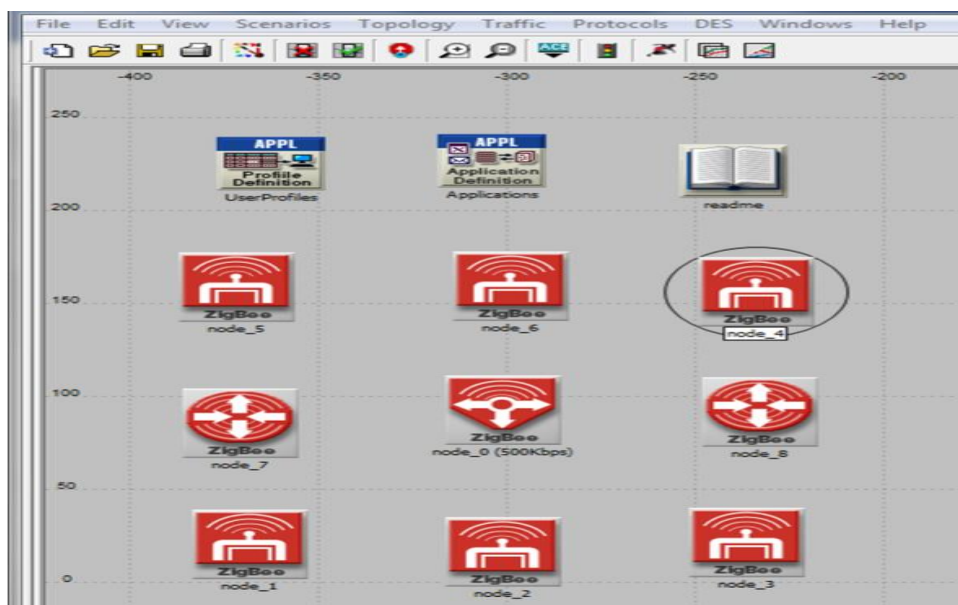 File Edit View Scenarios Topology Traffic Protocols DES Windows Help
ACE
-400 -350 -300 -250 -200
250
APPL
Profile
Definition
UserProfiles
APPL
Application
Definition
Applications
readme
200
150
ZigBee
node_5
ZigBee
node_6
ZigBee
node_4
100
ZigBee
node_7
ZigBee
node_0 (500Kbps)
ZigBee
node_8
50
0
ZigBee
node_1
ZigBee
node_2
ZigBee
node_3